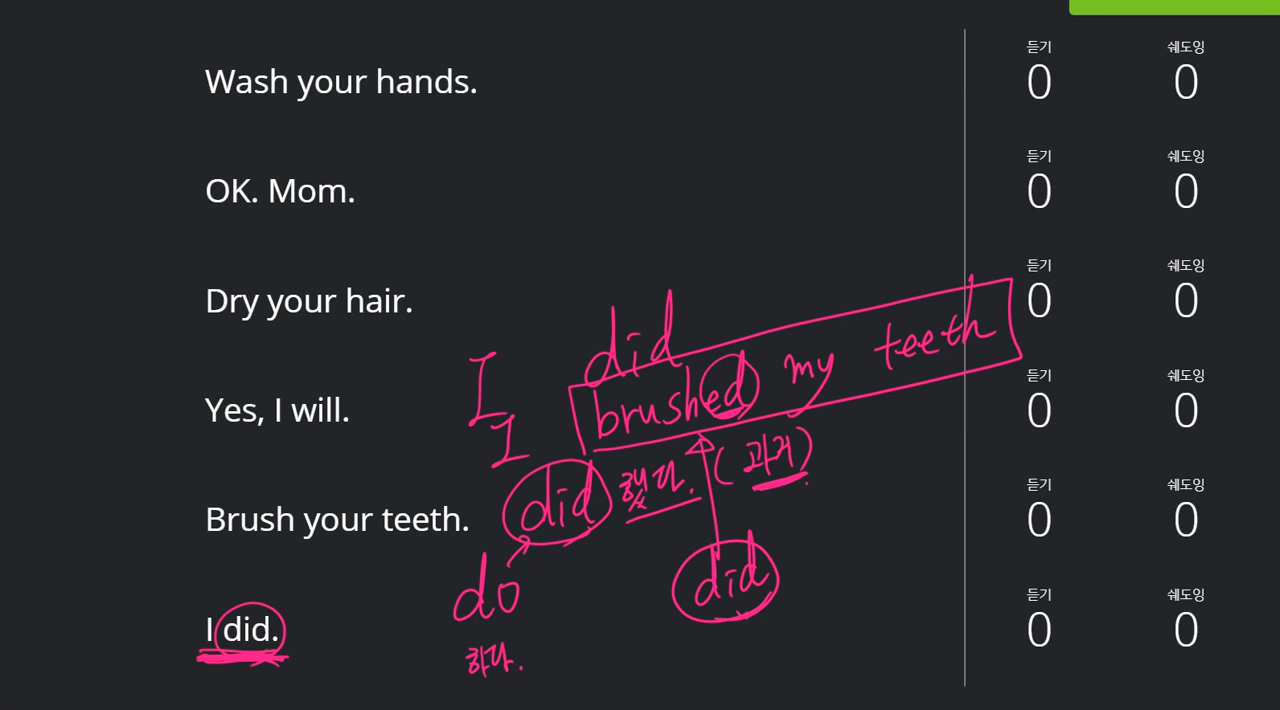 듣기 쉐도잉
Wash your hands. 0 0
듣기 쉐도잉
OK. Mom. 0 0
듣기 쉐도잉
Dry your hair. 0 0
did
I brushed my teeth
듣기 쉐도잉
Yes, I will. 0 0
I
did 했다. (과거)
듣기 쉐도잉
Brush your teeth. 0 0
do did
듣기 쉐도잉
I did. 0 0
하다.